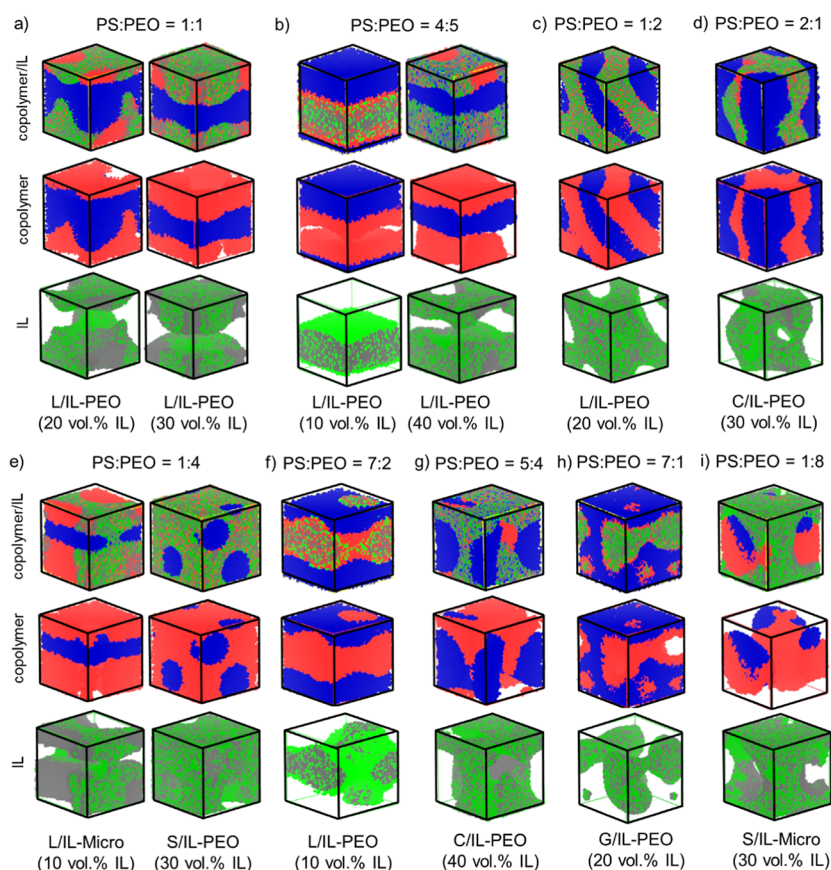 a) PS:PEO = 1:1 b) PS:PEO = 4:5 c) PS:PEO = 1:2 d) PS:PEO = 2:1
copolymer/IL
copolymer
IL
L/IL-PEO L/IL-PEO L/IL-PEO L/IL-PEO L/IL-PEO C/IL-PEO
(20 vol.% IL) (30 vol.% IL) (10 vol.% IL) (40 vol.% IL) (20 vol.% IL) (30 vol.% IL)
e) PS:PEO = 1:4 f) PS:PEO = 7:2 g) PS:PEO = 5:4 h) PS:PEO = 7:1 i) PS:PEO = 1:8
copolymer/IL
copolymer
IL
L/IL-Micro S/IL-PEO L/IL-PEO C/IL-PEO G/IL-PEO S/IL-Micro
(10 vol.% IL) (30 vol.% IL) (10 vol.% IL) (40 vol.% IL) (20 vol.% IL) (30 vol.% IL)